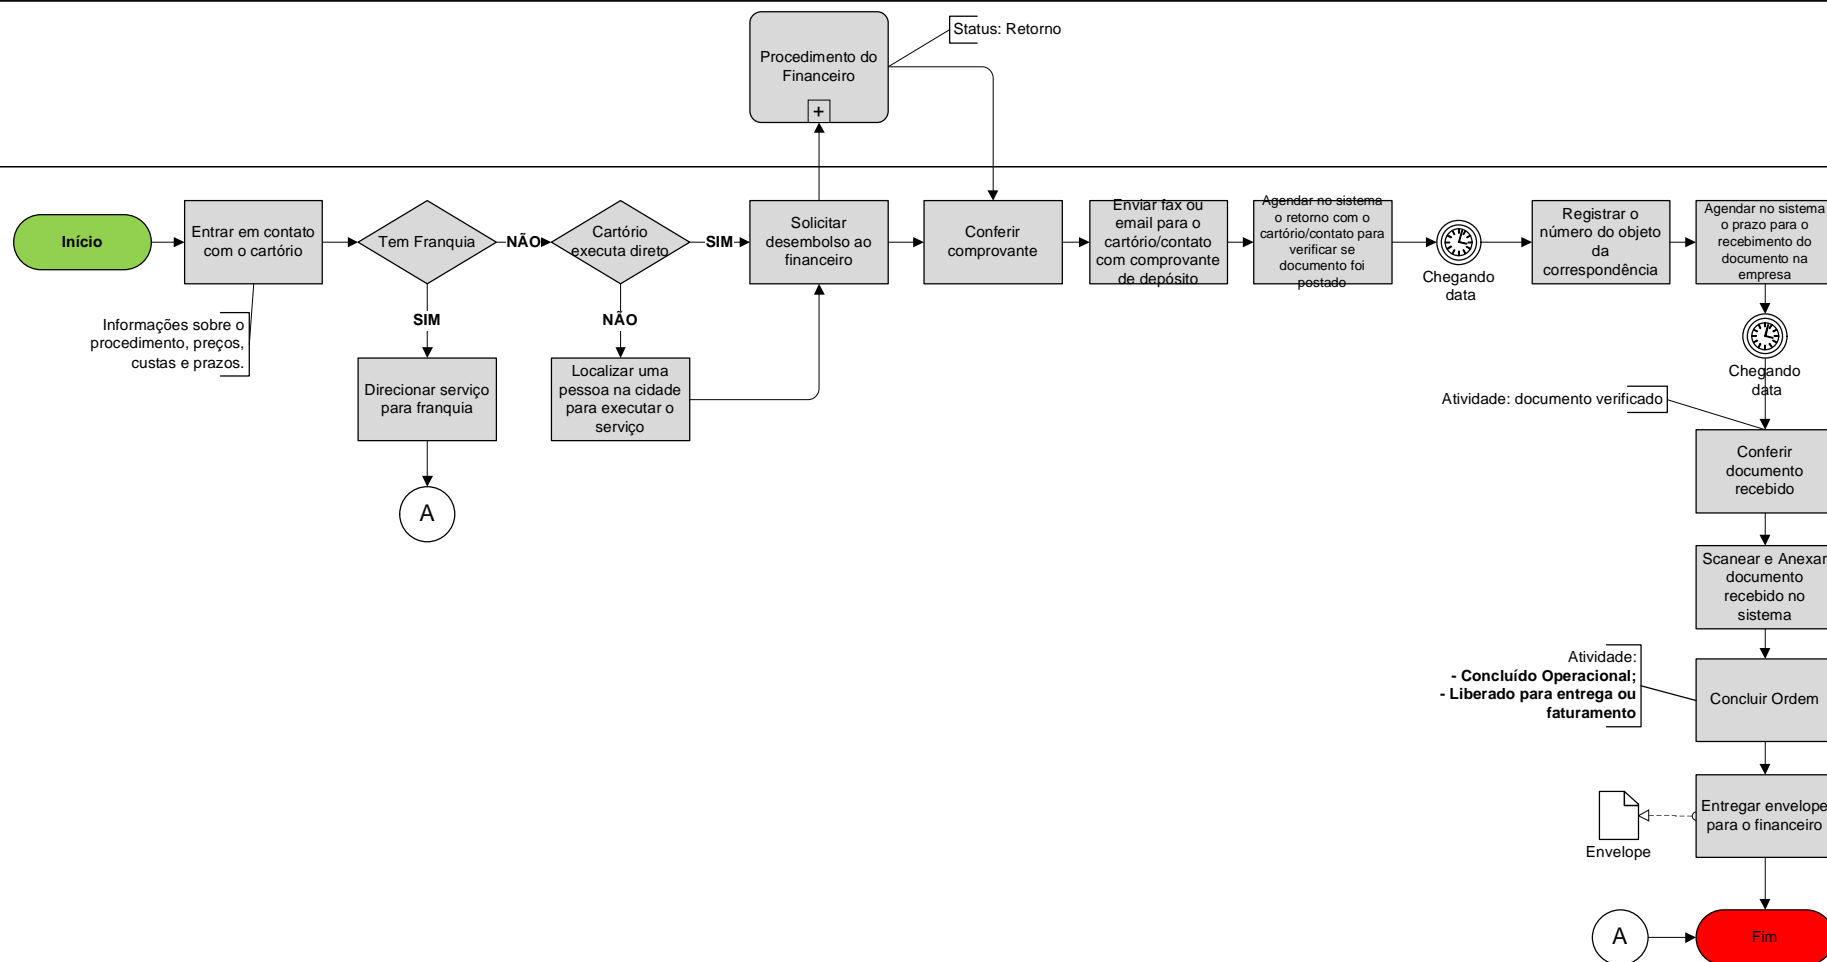 Procedimento do
Financeiro
+
Status: Retorno
Início
Entrar em contato
com o cartório
Tem Franquia
NÃO
Cartório
executa direto
SIM
Solicitar
desembolso ao
financeiro
Conferir
comprovante
Enviar fax ou
email para o
cartório/contato
com comprovante
de depósito
Agendar no sistema
o retorno com o
cartório/contato para
verificar se
documento foi
postado
Chegando
data
Registrar o
número do objeto
da
correspondência
Agendar no sistema
o prazo para o
recebimento do
documento na
empresa
Informações sobre o
procedimento, preços,
custas e prazos.
SIM
NÃO
Direcionar serviço
para franquia
Localizar uma
pessoa na cidade
para executar o
serviço
A
Chegando
data
Atividade: documento verificado
Conferir
documento
recebido
Scanear e Anexar
documento
recebido no
sistema
Atividade:
- Concluído Operacional;
- Liberado para entrega ou
faturamento
Concluir Ordem
Entregar envelope
para o financeiro
Envelope
A
Fim